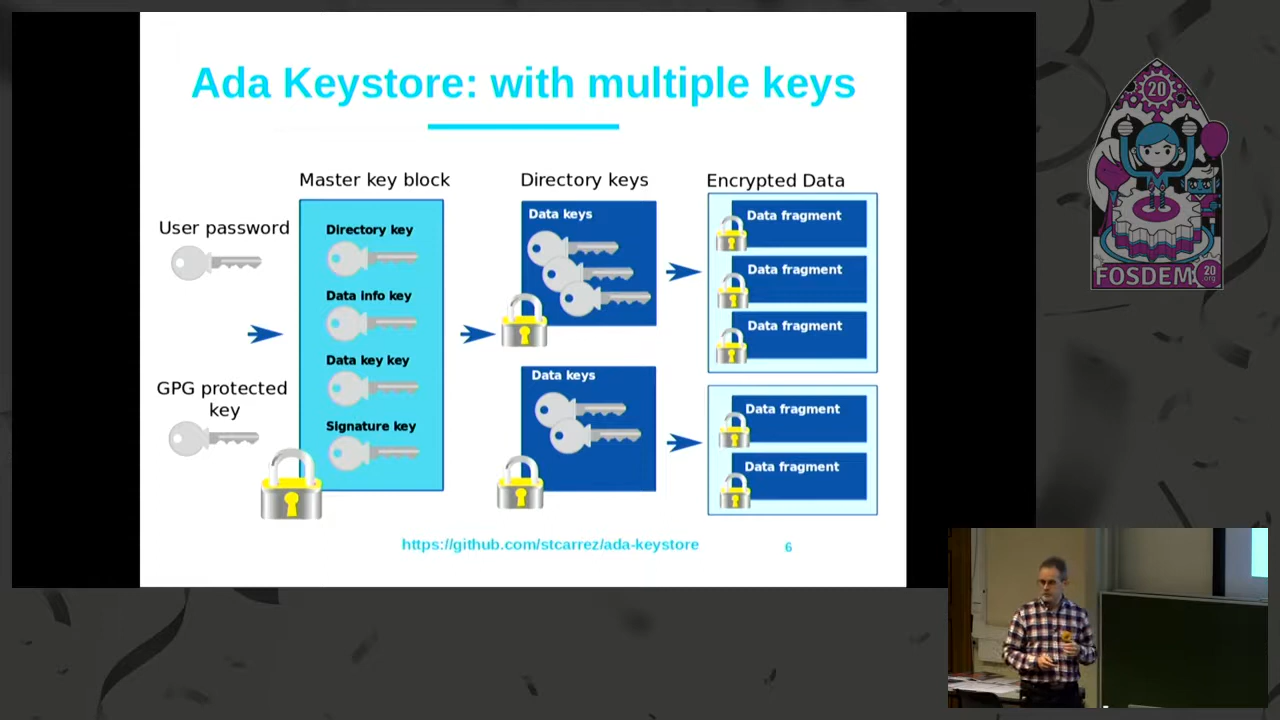 Ada Keystore: with multiple keys
Master key block
Directory keys
Encrypted Data
User password
GPG protected
key
Directory key
Data info key
Data key key
Signature key
Data keys
Data keys
Data fragment
Data fragment
Data fragment
Data fragment
Data fragment
https://github.com/stcarrez/ada-keystore
6
20
FOSDEM
20
.org